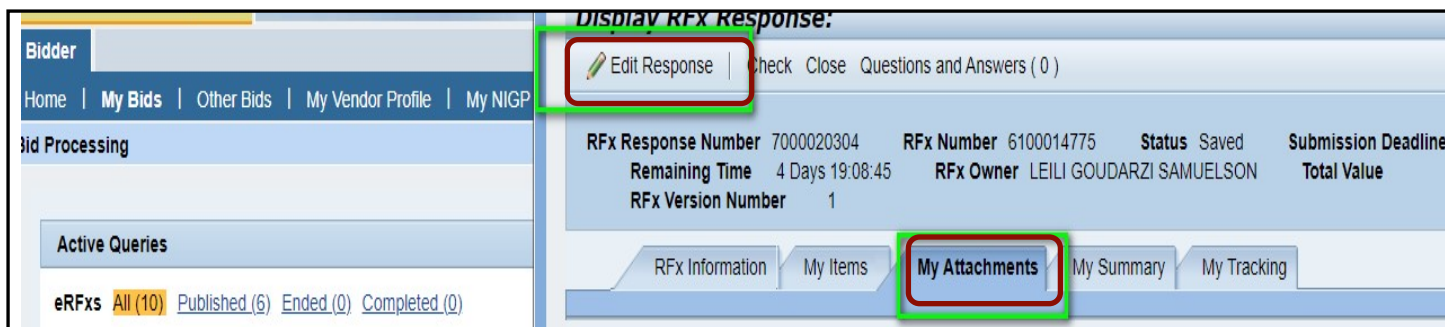 Bidder
Home | My Bids | Other Bids | My Vendor Profile | My NIGP
Bid Processing
Active Queries
eRFxs All (10) Published (6) Ended (0) Completed (0)
Display RFx Response:
Edit Response | Check Close Questions and Answers ( 0 )
RFx Response Number 7000020304 RFx Number 6100014775 Status Saved Submission Deadline
Remaining Time 4 Days 19:08:45 RFx Owner LEILI GOUDARZI SAMUELSON Total Value
RFx Version Number 1
RFx Information My Items My Attachments My Summary My Tracking